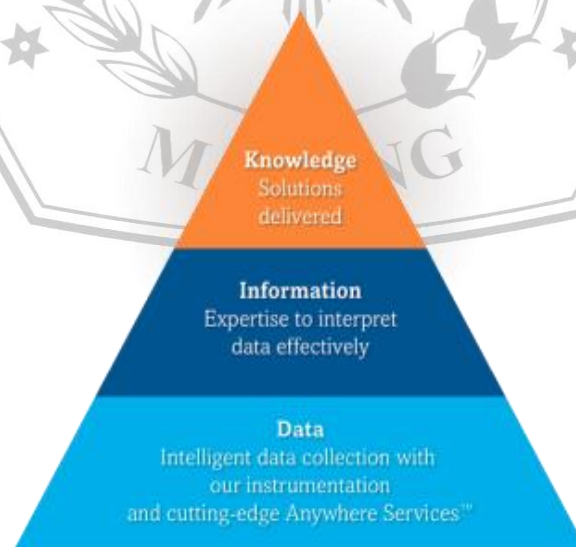 Knowledge
Solutions
delivered
Information
Expertise to interpret
data effectively
Data
Intelligent data collection with
our instrumentation
and cutting-edge Anywhere Services™